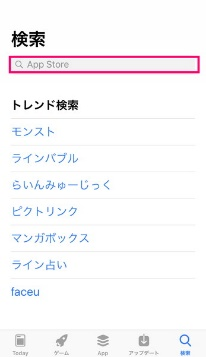 検索
App Store
トレンド検索
モンスト
ラインバブル
らいんみゅーじっく
ピクトリンク
マンガボックス
ライン占い
faceu
Today
ゲーム
App
アップデート
検索